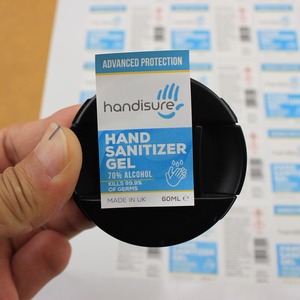 ADVANCED PROTECTION
handisure
HAND
SANITIZER
GEL
70% ALCOHOL
KILLS 99.9%
OF GERMS
MADE IN UK
60ML e